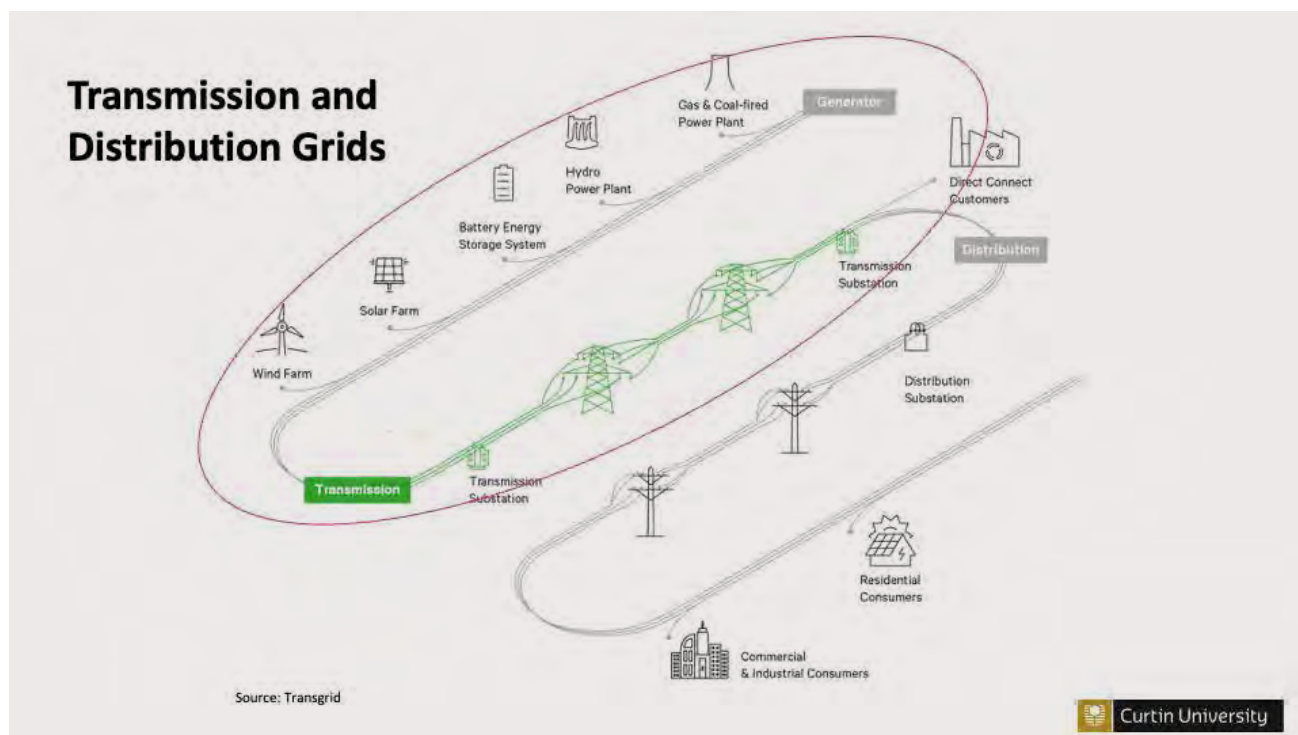 Transmission and
Distribution Grids
Gas & Coal-fired
Power Plant
Generator
Hydro
Power Plant
Direct Connect
Customers
Battery Energy
Storage System
Distribution
Transmission
Substation
Solar Farm
Wind Farm
Distribution
Substation
Transmission
Transmission
Substation
Residential
Consumers
Commercial
& Industrial Consumers
Source: Transgrid
Curtin University